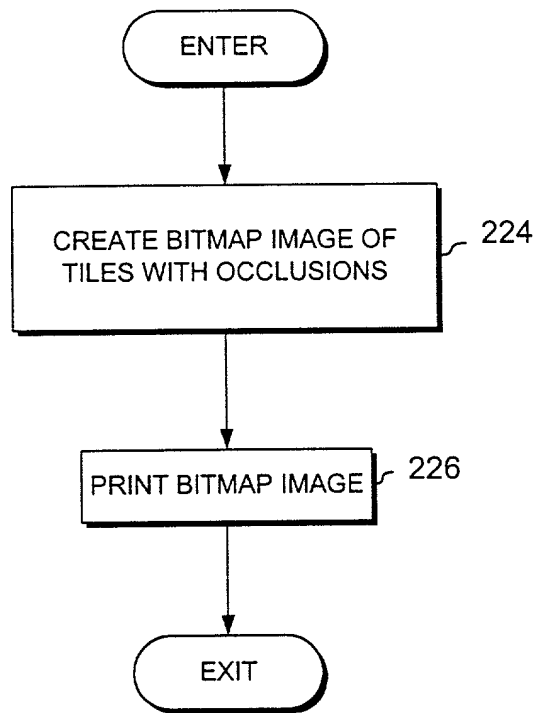 ENTER
CREATE BITMAP IMAGE OF
TILES WITH OCCLUSIONS
224
PRINT BITMAP IMAGE
226
EXIT